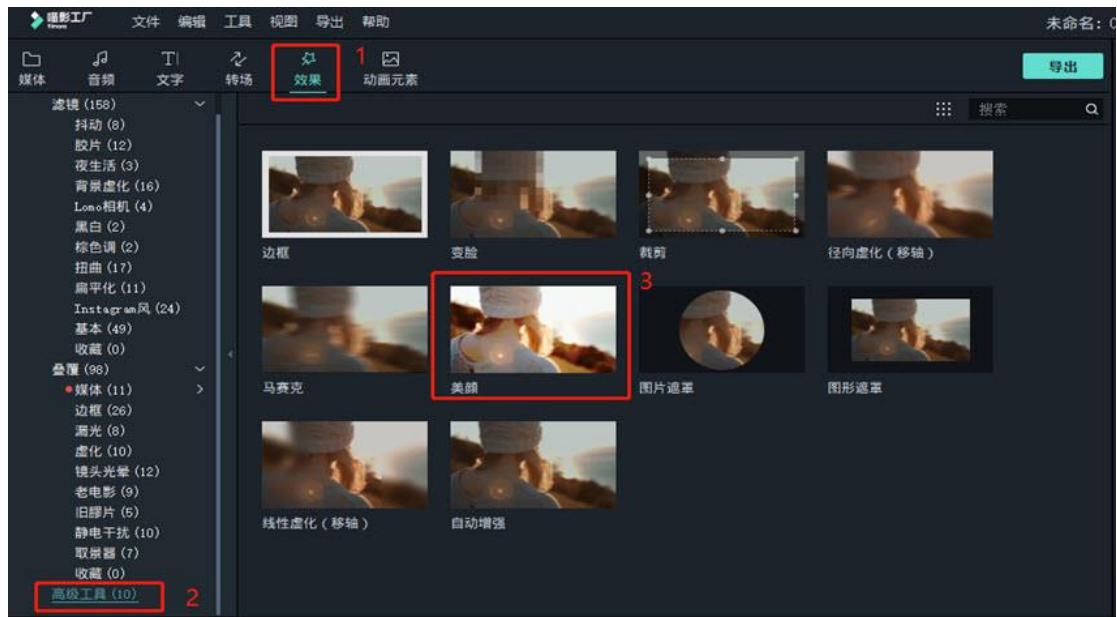 喵影工厂 文件 编辑 工具 视图 导出 帮助 未命名:
媒体 音频 文字 转场 效果 1 动画元素 导出
搜索
滤镜 (158)
抖动 (8)
胶片 (12)
夜生活 (3)
背景虚化 (16)
Lomo相机 (4)
黑白 (2)
棕色调 (2)
扭曲 (17)
扁平化 (11)
Instagram风 (24)
基本 (49)
收藏 (0)
叠覆 (98)
媒体 (11)
边框 (26)
漏光 (8)
虚化 (10)
镜头光晕 (12)
老电影 (9)
旧膠片 (5)
静电干扰 (10)
取景器 (7)
收藏 (0)
高级工具 (10) 2
边框 变脸 裁剪 径向虚化 ( 移轴 )
3
马赛克 美颜 图片遮罩 图形遮罩
线性虚化 ( 移轴 ) 自动增强